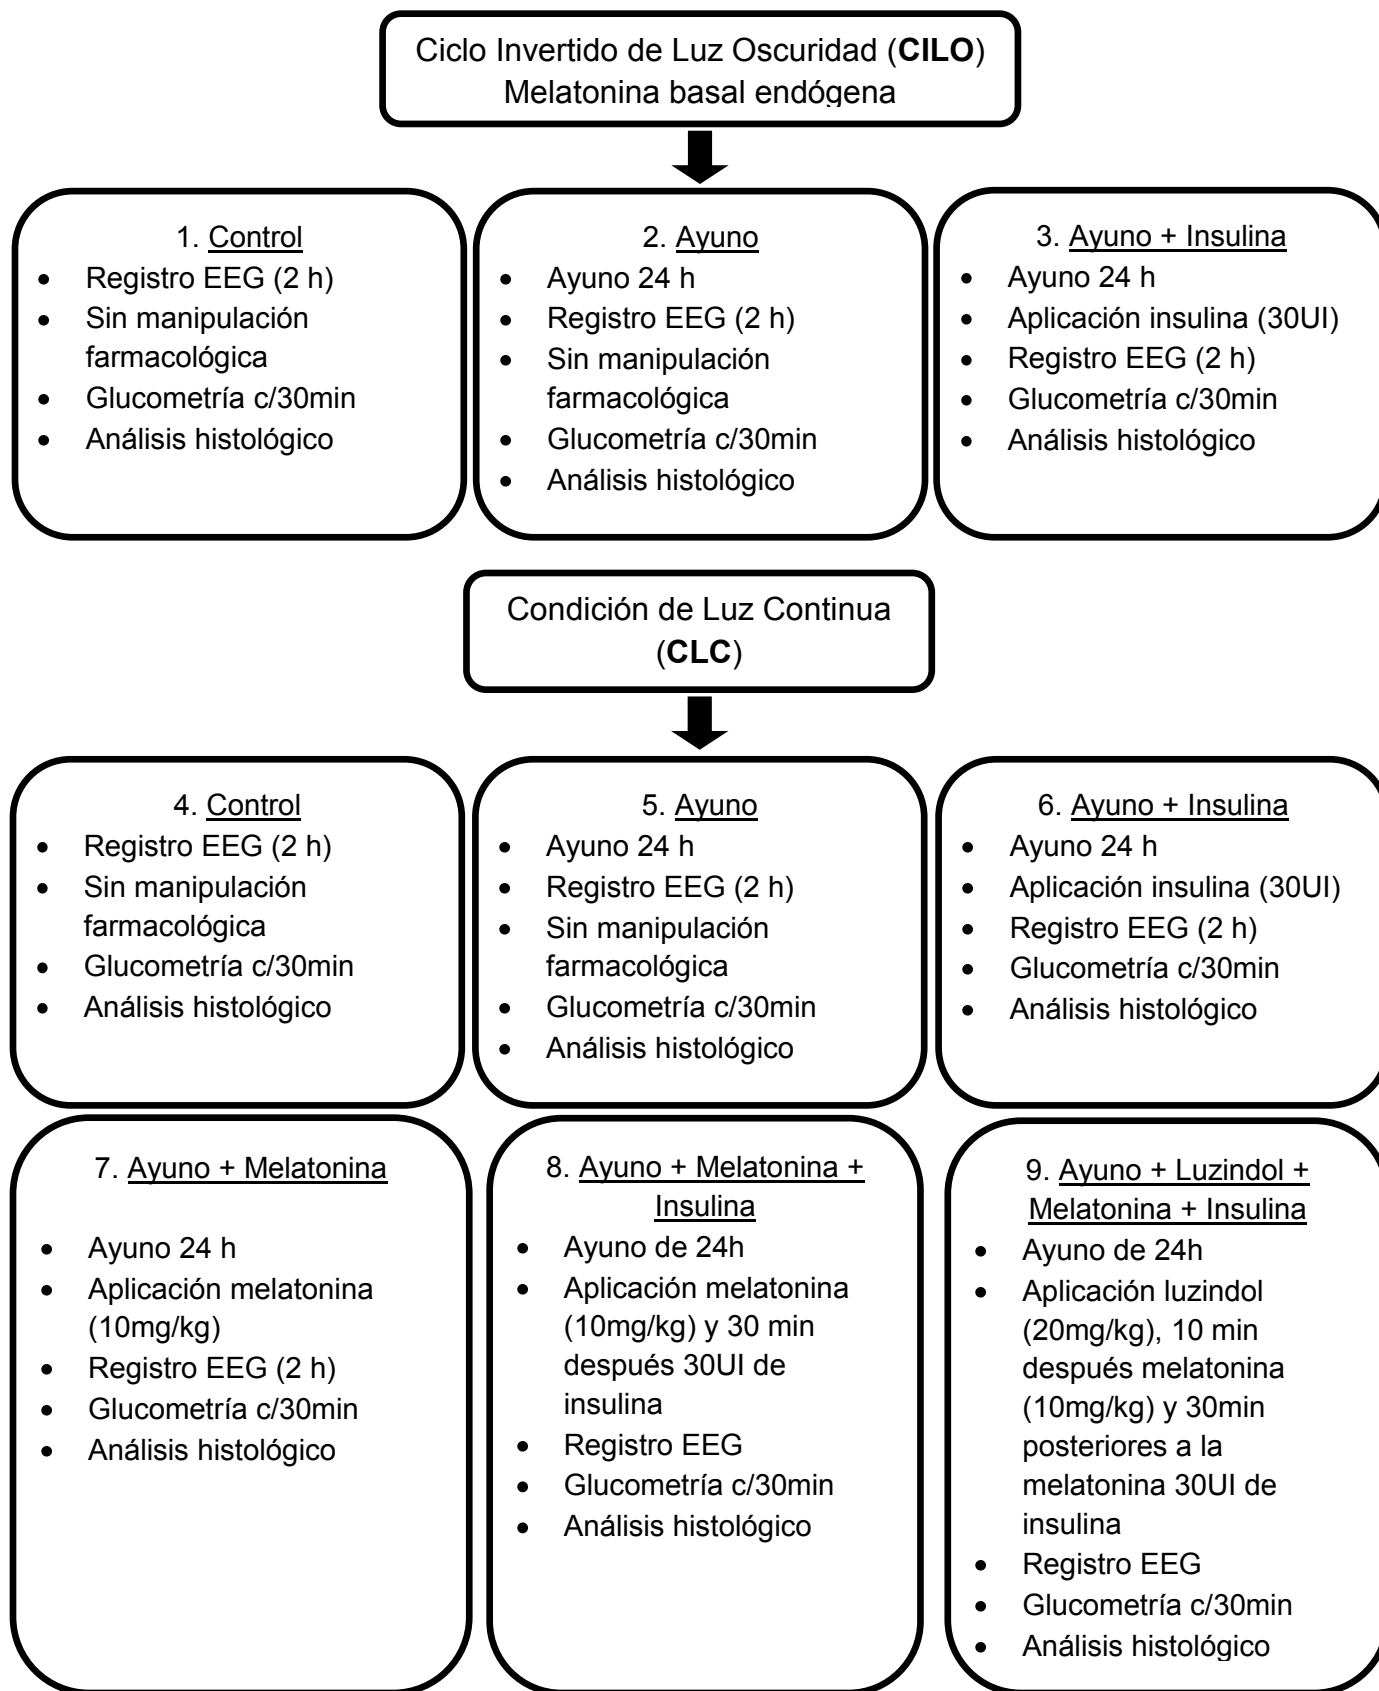 Ciclo Invertido de Luz Oscuridad (CILO)
Melatonina basal endógena
1. Control
• Registro EEG (2 h)
• Sin manipulación
farmacológica
• Glucometría c/30min
• Análisis histológico
2. Ayuno
• Ayuno 24 h
• Registro EEG (2 h)
• Sin manipulación
farmacológica
• Glucometría c/30min
• Análisis histológico
3. Ayuno + Insulina
• Ayuno 24 h
• Aplicación insulina (30UI)
• Registro EEG (2 h)
• Glucometría c/30min
• Análisis histológico
Condición de Luz Continua
(CLC)
4. Control
• Registro EEG (2 h)
• Sin manipulación
farmacológica
• Glucometría c/30min
• Análisis histológico
5. Ayuno
• Ayuno 24 h
• Registro EEG (2 h)
• Sin manipulación
farmacológica
• Glucometría c/30min
• Análisis histológico
6. Ayuno + Insulina
• Ayuno 24 h
• Aplicación insulina (30UI)
• Registro EEG (2 h)
• Glucometría c/30min
• Análisis histológico
7. Ayuno + Melatonina
• Ayuno 24 h
• Aplicación melatonina
(10mg/kg)
• Registro EEG (2 h)
• Glucometría c/30min
• Análisis histológico
8. Ayuno + Melatonina +
Insulina
• Ayuno de 24h
• Aplicación melatonina
(10mg/kg) y 30 min
después 30UI de
insulina
• Registro EEG
• Glucometría c/30min
• Análisis histológico
9. Ayuno + Luzindol +
Melatonina + Insulina
• Ayuno de 24h
• Aplicación luzindol
(20mg/kg), 10 min
después melatonina
(10mg/kg) y 30min
posteriores a la
melatonina 30UI de
insulina
• Registro EEG
• Glucometría c/30min
• Análisis histológico